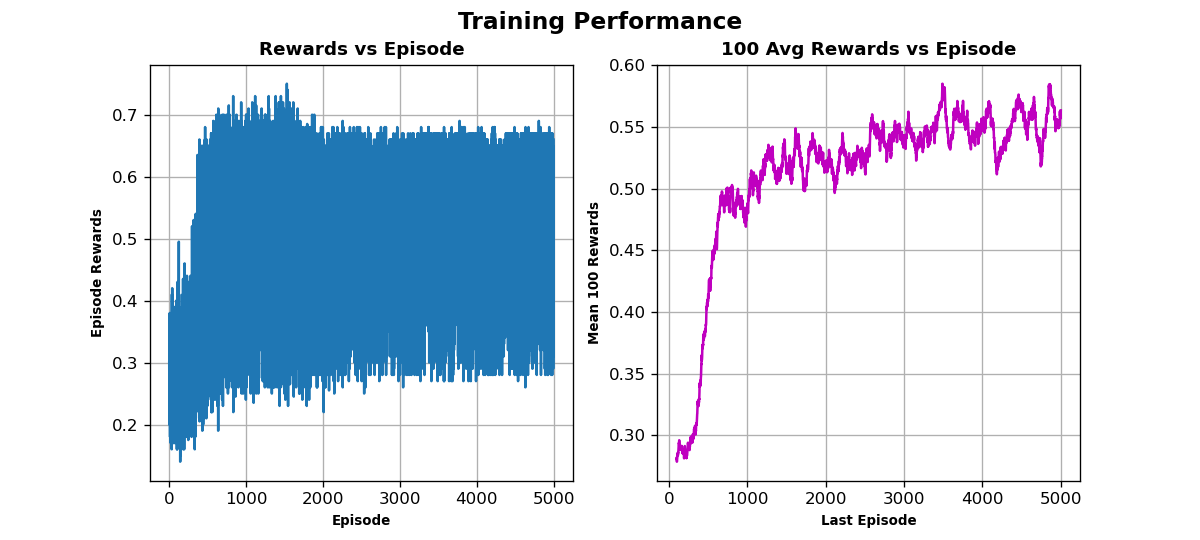 Training Performance
Rewards vs Episode
0.7
0.6
0.5
0.4
0.3
0.2
Episode Rewards
0 1000 2000 3000 4000 5000
Episode
100 Avg Rewards vs Episode
0.60
0.55
0.50
0.45
0.40
0.35
0.30
Mean 100 Rewards
0 1000 2000 3000 4000 5000
Last Episode